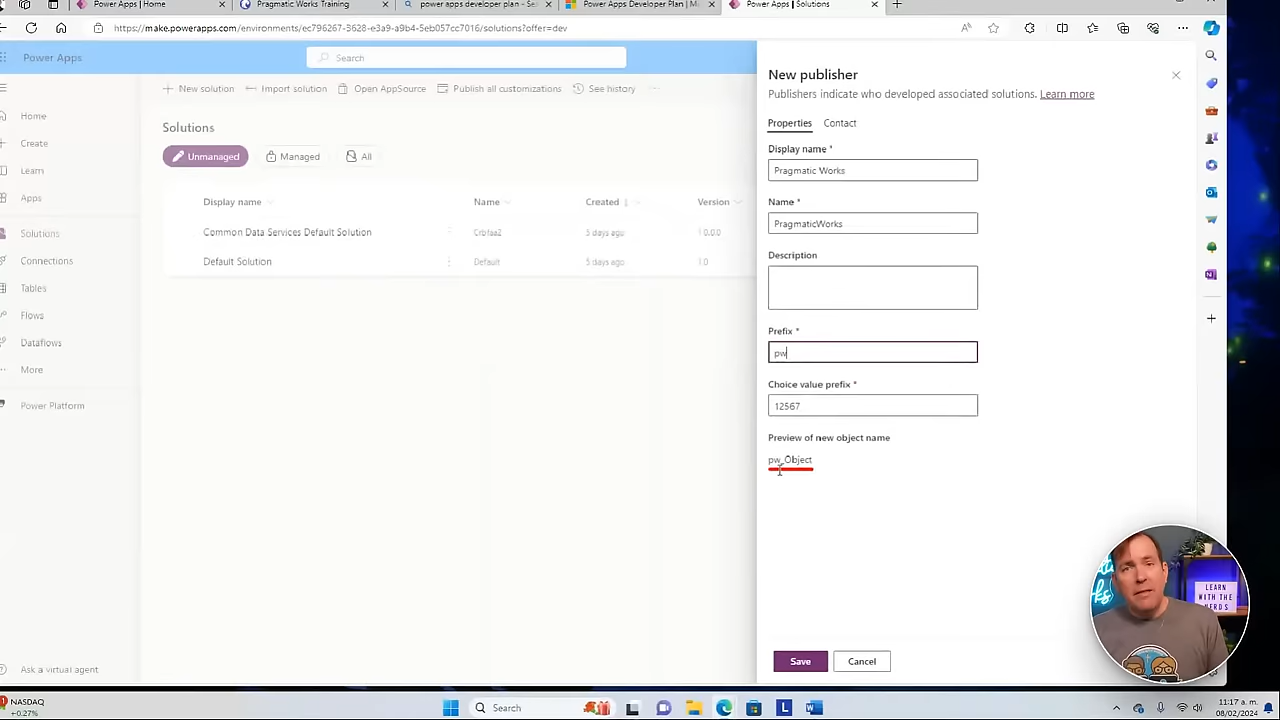 Power Apps | Home
Pragmatic Works Training
power apps developer plan - Se
Power Apps Developer Plan | Mi
Power Apps | Solutions
https://make.powerapps.com/environments/ec796267-5628-e3a9-a9b4-5eb057cc7016/solutions?offer=dev
Power Apps
Search
New solution
Import solution
Open AppSource
Publish all customizations
See history
Home
Create
Learn
Apps
Solutions
Connections
Tables
Flows
Dataflows
More
Power Platform
Ask a virtual agent
Solutions
Unmanaged
Managed
All
Display name
Name
Created
Version
Common Data Services Default Solution
5 days ago
1.0.0.0
Default Solution
Default
5 days ago
1.0
New publisher
Publishers indicate who developed associated solutions. Learn more
Properties
Contact
Display name *
Pragmatic Works
Name *
PragmaticWorks
Description
Prefix *
pw
Choice value prefix *
12567
Preview of new object name
pw_Object
Save
Cancel
LEARN
WITH THE
NERDS
NASDAQ
+0.27%
Search
11:17 a.m.
08/02/2024